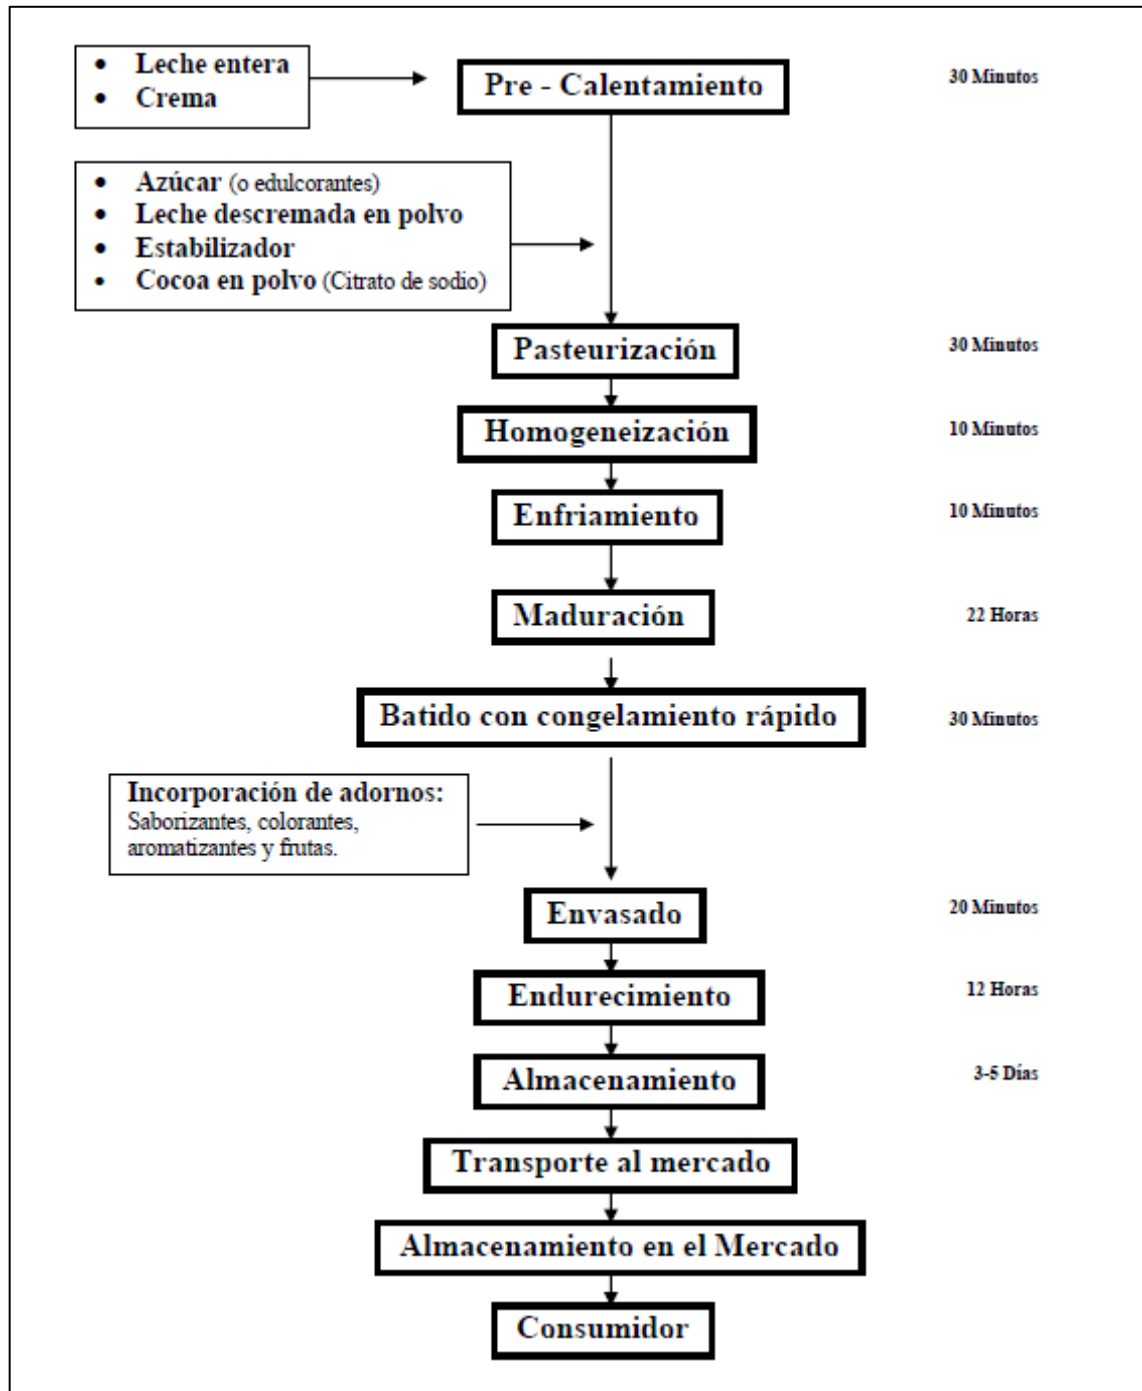 • Leche entera
• Crema
Pre - Calentamiento
30 Minutos
• Azúcar (o edulcorantes)
• Leche descremada en polvo
• Estabilizador
• Cocoa en polvo (Citrato de sodio)
Pasteurización
30 Minutos
Homogeneización
10 Minutos
Enfriamiento
10 Minutos
Maduración
22 Horas
Batido con congelamiento rápido
30 Minutos
Incorporación de adornos:
Saborizantes, colorantes,
aromatizantes y frutas.
Envasado
20 Minutos
Endurecimiento
12 Horas
Almacenamiento
3-5 Días
Transporte al mercado
Almacenamiento en el Mercado
Consumidor